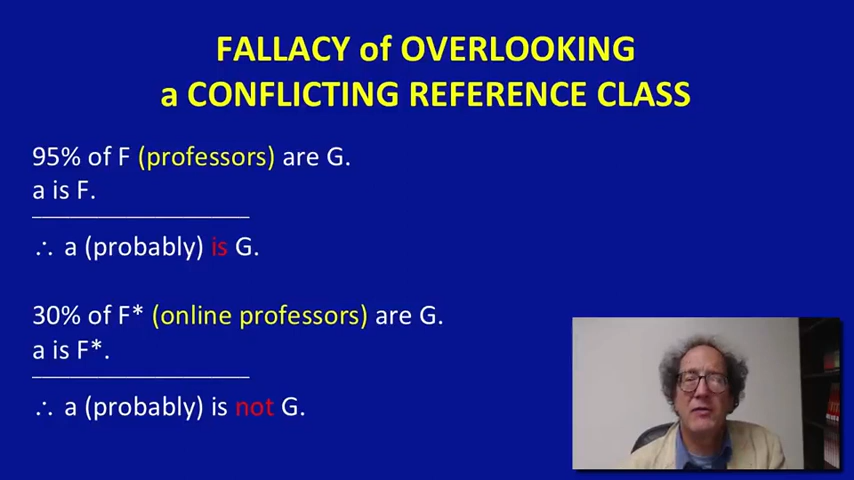 FALLACY of OVERLOOKING
a CONFLICTING REFERENCE CLASS
95% of F (professors) are G.
a is F.
∴ a (probably) is G.
30% of F* (online professors) are G.
a is F*.
∴ a (probably) is not G.